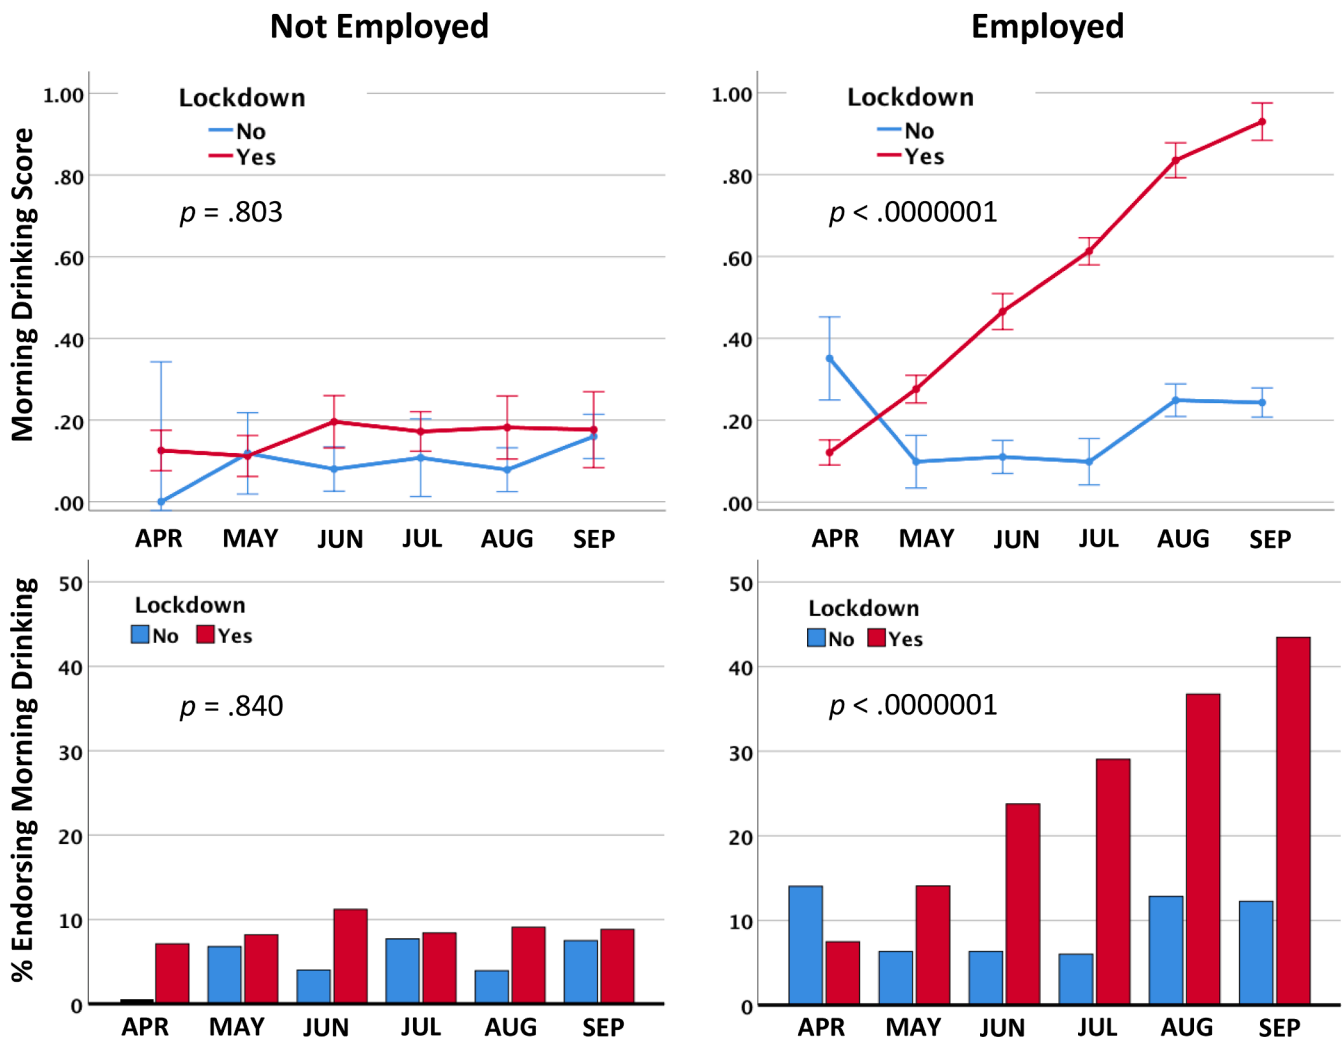 Not Employed
Employed
Morning Drinking Score
1.00
.80
.60
.40
.20
.00
Lockdown
No
Yes
p = .803
APR MAY JUN JUL AUG SEP
1.00
.80
.60
.40
.20
.00
Lockdown
No
Yes
p < .0000001
APR MAY JUN JUL AUG SEP
% Endorsing Morning Drinking
50
40
30
20
10
0
Lockdown
No Yes
p = .840
APR MAY JUN JUL AUG SEP
50
40
30
20
10
0
Lockdown
No Yes
p < .0000001
APR MAY JUN JUL AUG SEP